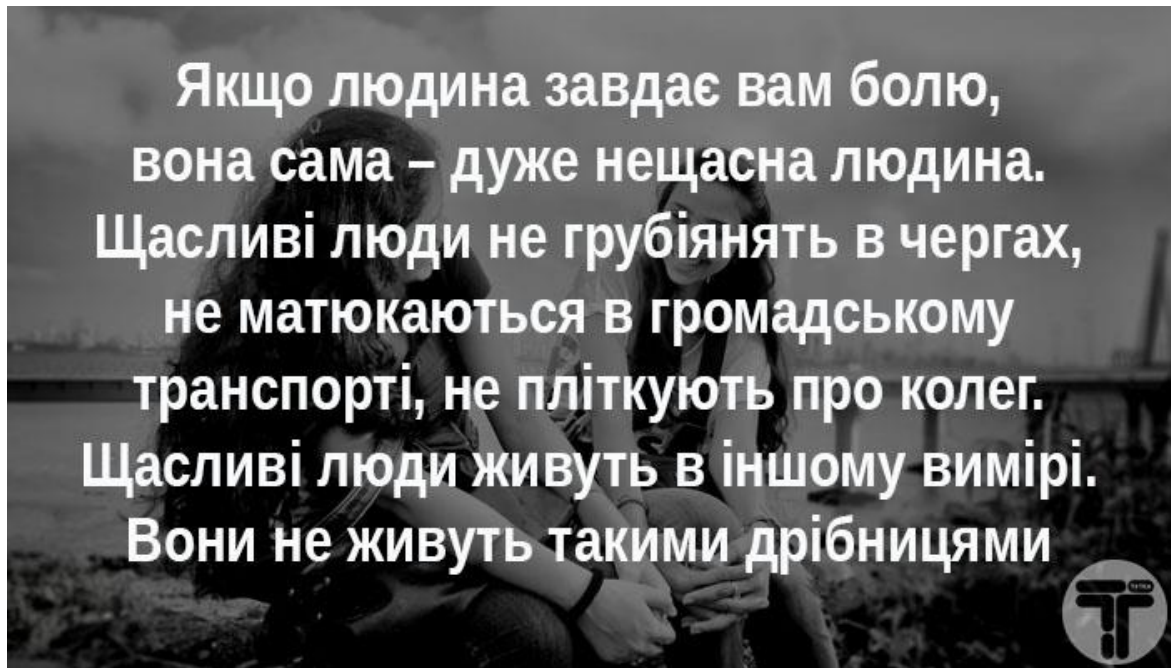 Якщо людина завдає вам болю,
вона сама – дуже нещасна людина.
Щасливі люди не грубіянять в чергах,
не матюкаються в громадському
транспорті, не пліткують про колег.
Щасливі люди живуть в іншому вимірі.
Вони не живуть такими дрібницями